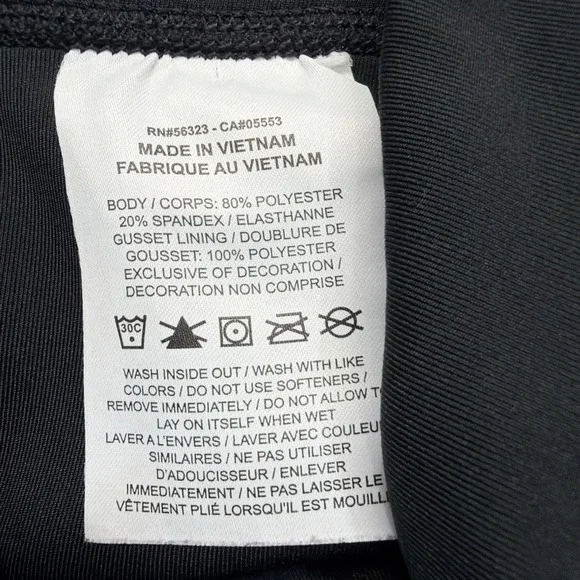 RN#56323 - CA#05553
MADE IN VIETNAM
FABRIQUE AU VIETNAM
BODY / CORPS: 80% POLYESTER
20% SPANDEX / ELASTHANNE
GUSSET LINING / DOUBLURE DE
GOUSSET: 100% POLYESTER
EXCLUSIVE OF DECORATION /
DECORATION NON COMPRISE
30C
WASH INSIDE OUT / WASH WITH LIKE
COLORS / DO NOT USE SOFTENERS /
REMOVE IMMEDIATELY / DO NOT ALLOW TO
LAY ON ITSELF WHEN WET
LAVER A L'ENVERS / LAVER AVEC COULEU
SIMILAIRES / NE PAS UTILISER
D'ADOUCISSEUR / ENLEVER
IMMEDIATEMENT / NE PAS LAISSER LE
VÊTEMENT PLIÉ LORSQU'IL EST MOUILL